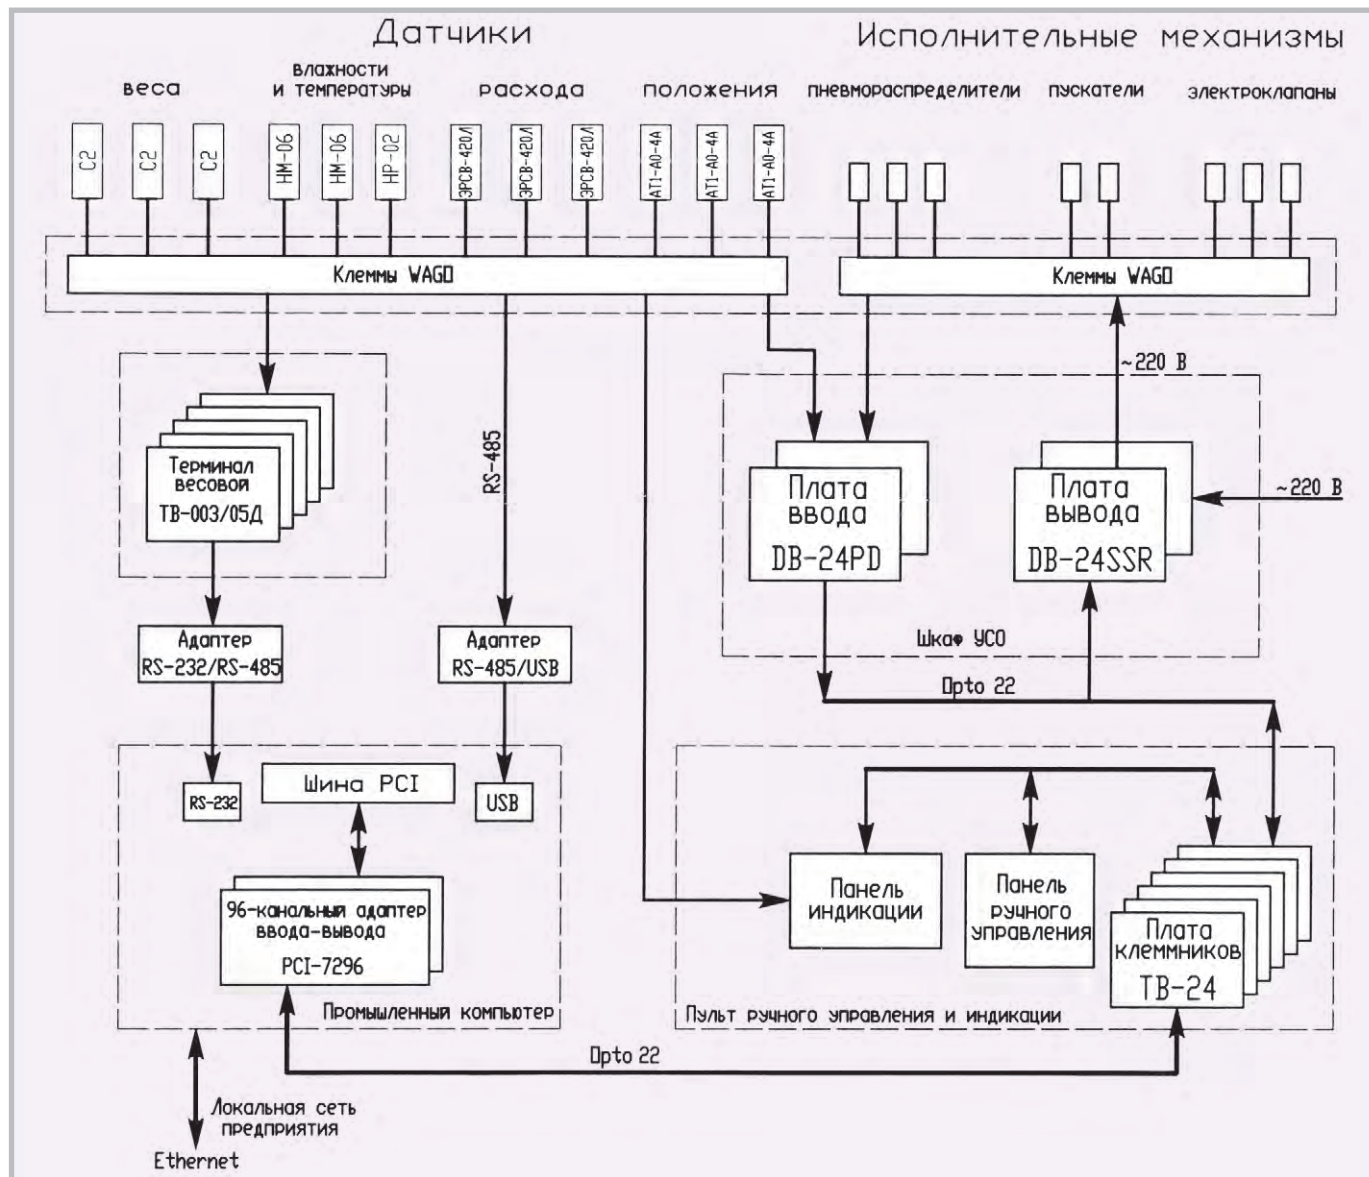 Датчики
Исполнительные механизмы
веса
влажности
и температуры
расхода
положения
пневмораспределители
пускатели
электроклапаны
С2
С2
С2
НМ-06
НМ-06
НР-02
ЭРСВ-420Л
ЭРСВ-420Л
ЭРСВ-420Л
АТ1-АО-4А
АТ1-АО-4А
АТ1-АО-4А
Клеммы WAGO
Клеммы WAGO
~220 В
RS-485
Терминал
весовой
ТВ-003/05Д
Плата
ввода
DB-24PD
Плата
вывода
DB-24SSR
~220 В
Шкаф УСО
Адаптер
RS-232/RS-485
Адаптер
RS-485/USB
Opto 22
RS-232
Шина PCI
USB
96-канальный адаптер
ввода-вывода
PCI-7296
Промышленный компьютер
Панель
индикации
Панель
ручного
управления
Плата
клеммников
ТВ-24
Пульт ручного управления и индикации
Opto 22
Локальная сеть
предприятия
Ethernet